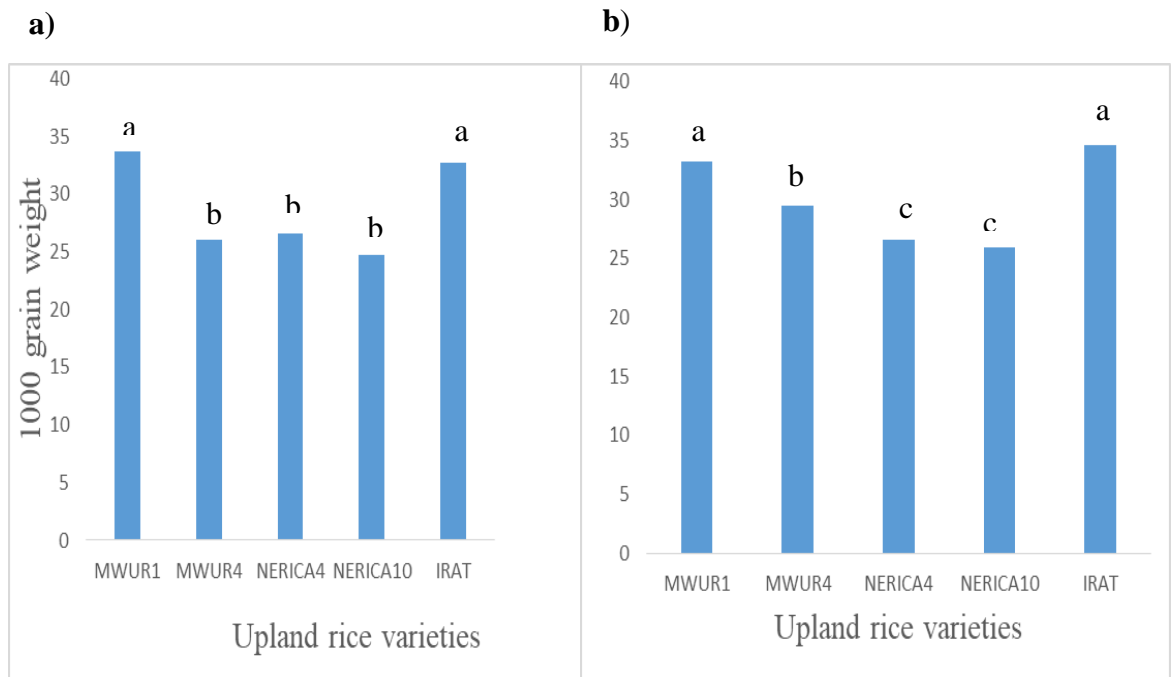 a)
40
35
30
25
20
15
10
5
0
1000 grain weight
a
b
b
b
a
MWUR1 MWUR4 NERICA4 NERICA10 IRAT
Upland rice varieties
b)
40
35
30
25
20
15
10
5
0
a
b
c
c
a
MWUR1 MWUR4 NERICA4 NERICA10 IRAT
Upland rice varieties